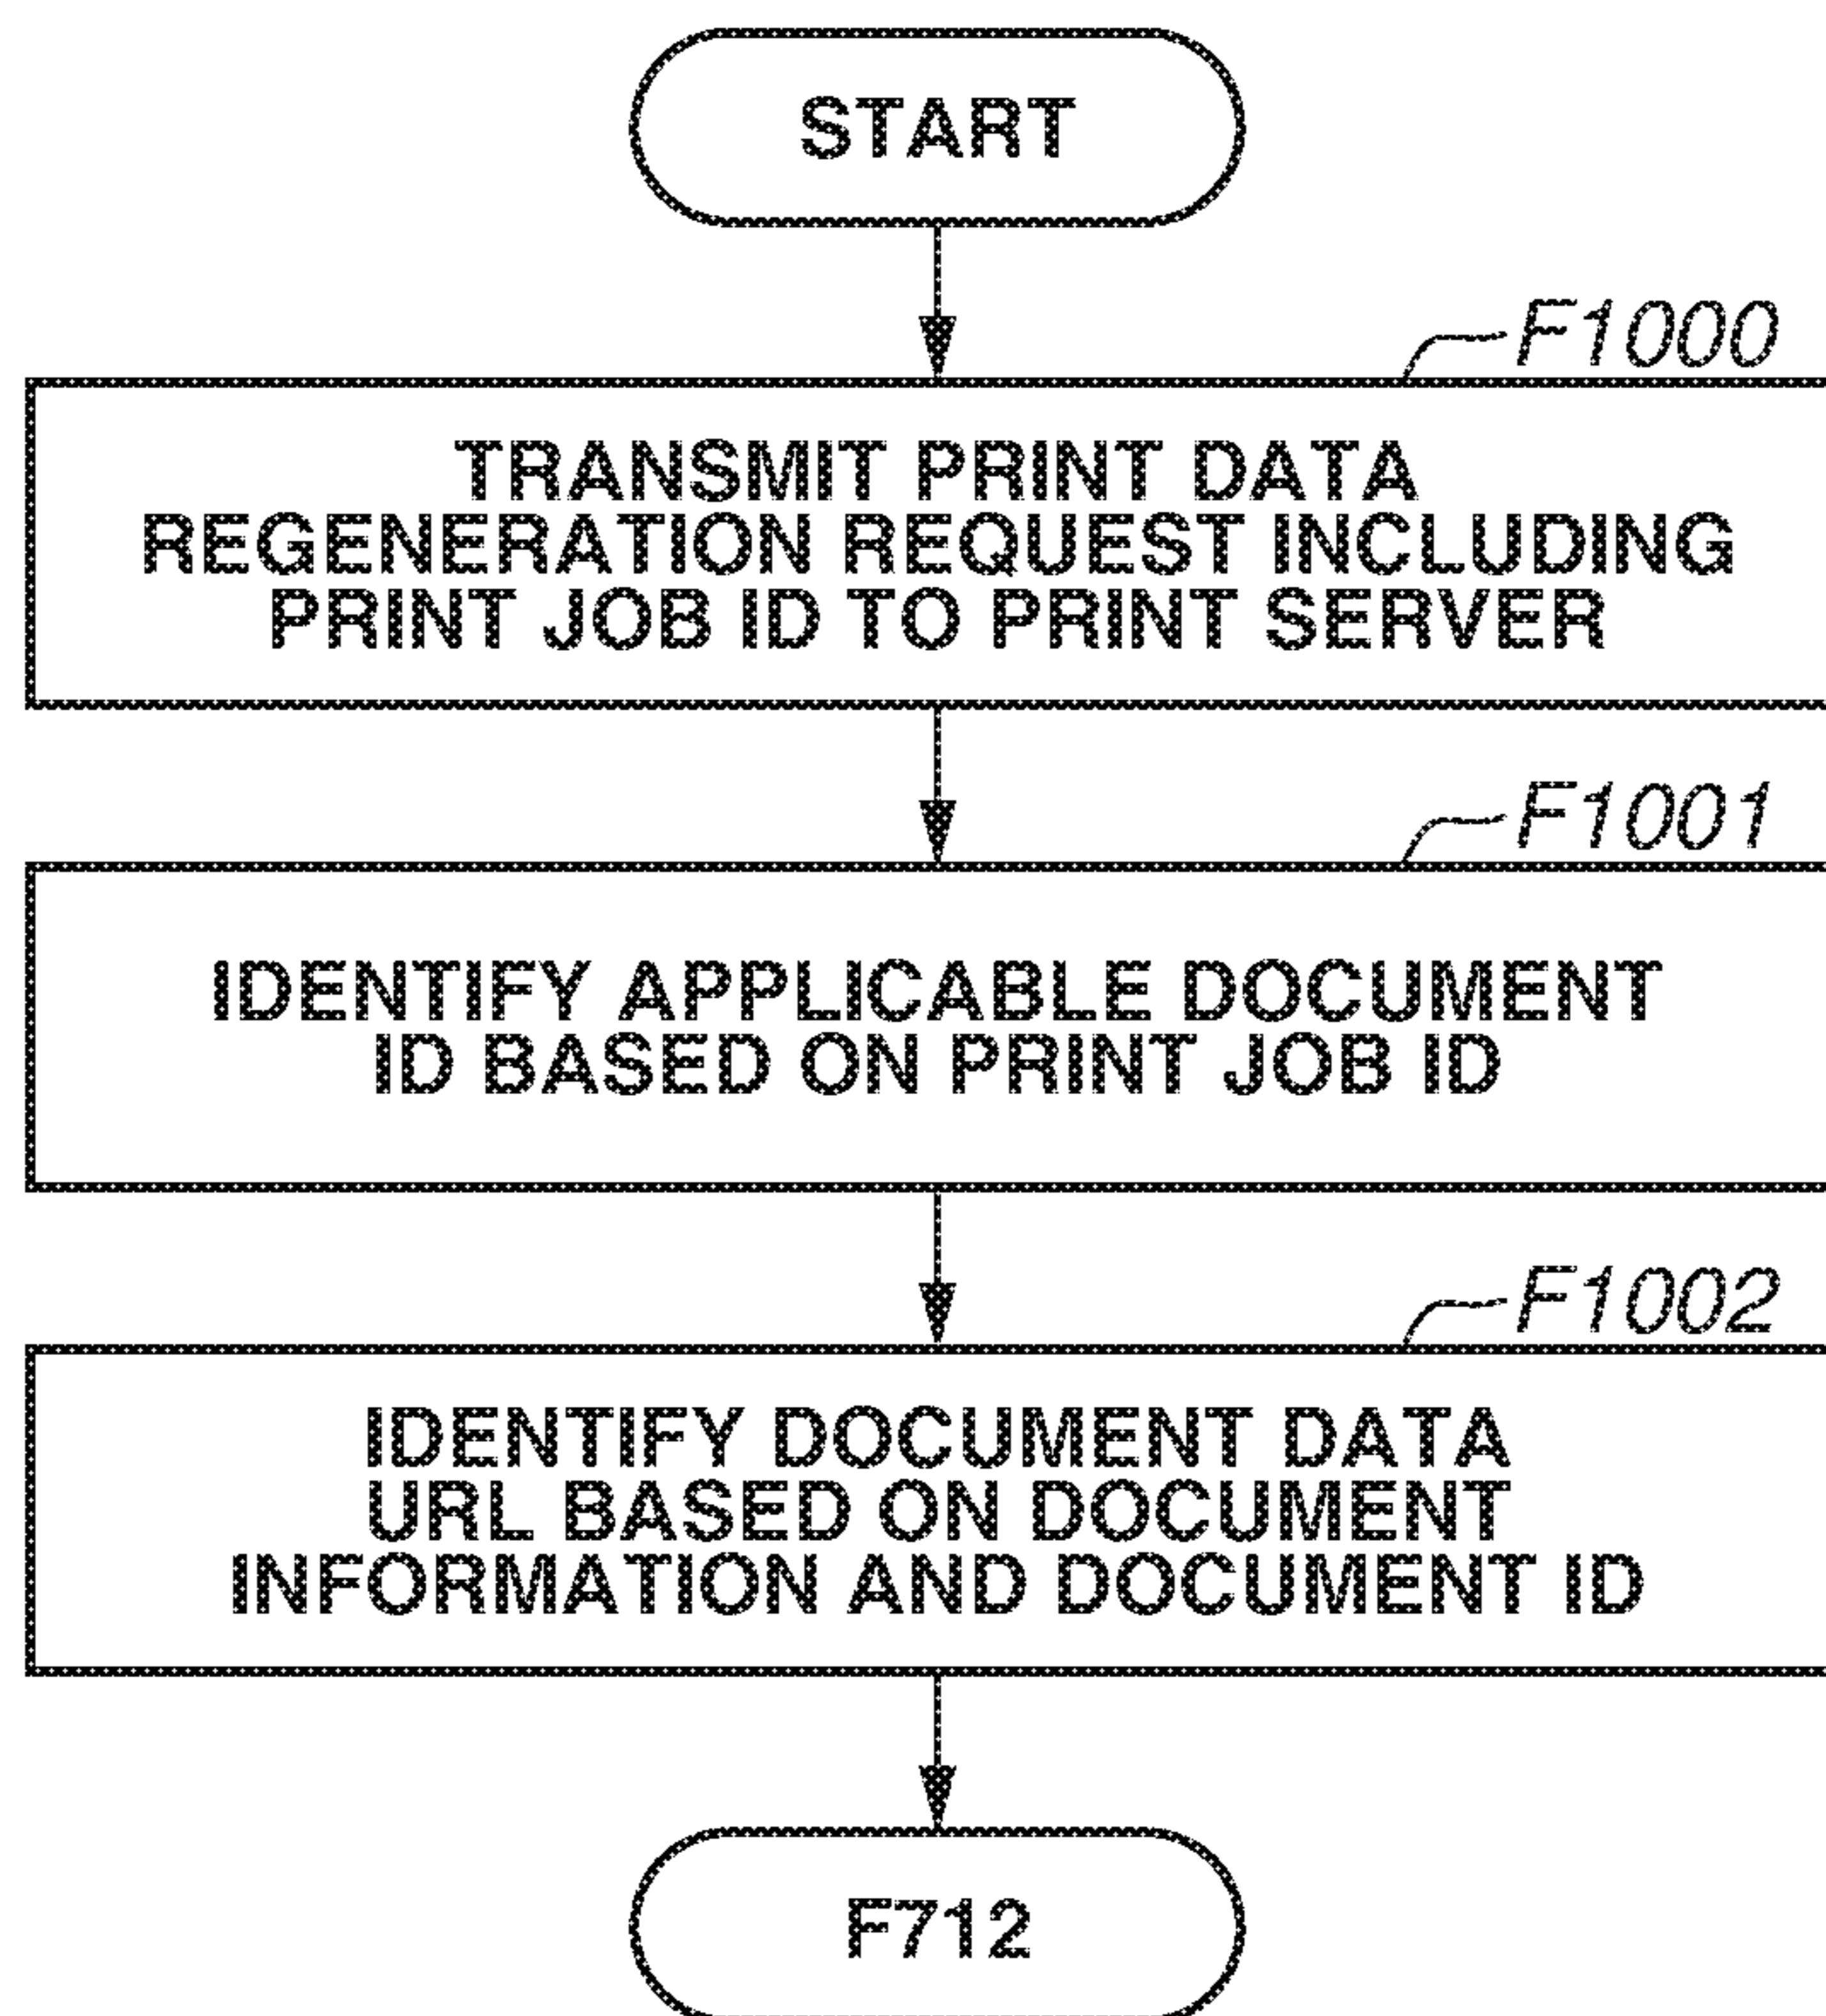 START
F1000
TRANSMIT PRINT DATA
REGENERATION REQUEST INCLUDING
PRINT JOB ID TO PRINT SERVER
F1001
IDENTIFY APPLICABLE DOCUMENT
ID BASED ON PRINT JOB ID
F1002
IDENTIFY DOCUMENT DATA
URL BASED ON DOCUMENT
INFORMATION AND DOCUMENT ID
F712